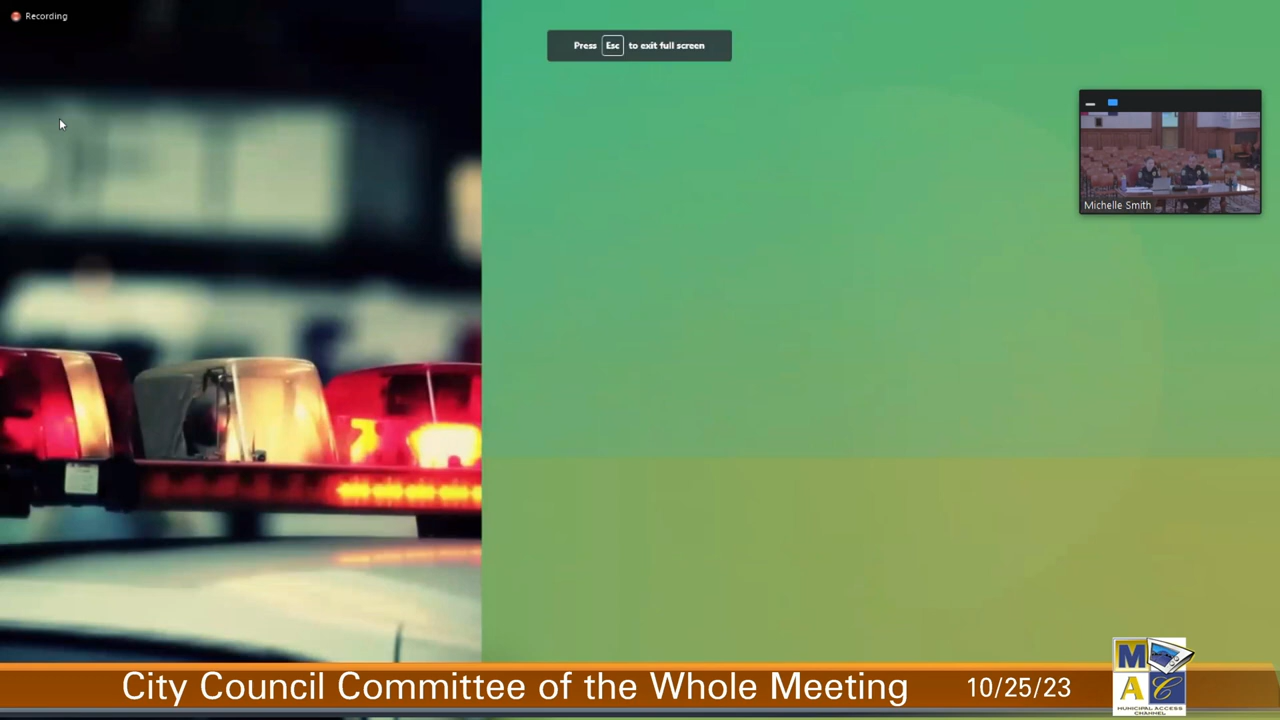 Recording
Press Esc to exit full screen
Michelle Smith
City Council Committee of the Whole Meeting
10/25/23
M
A C
MUNICIPAL ACCESS
CHANNEL